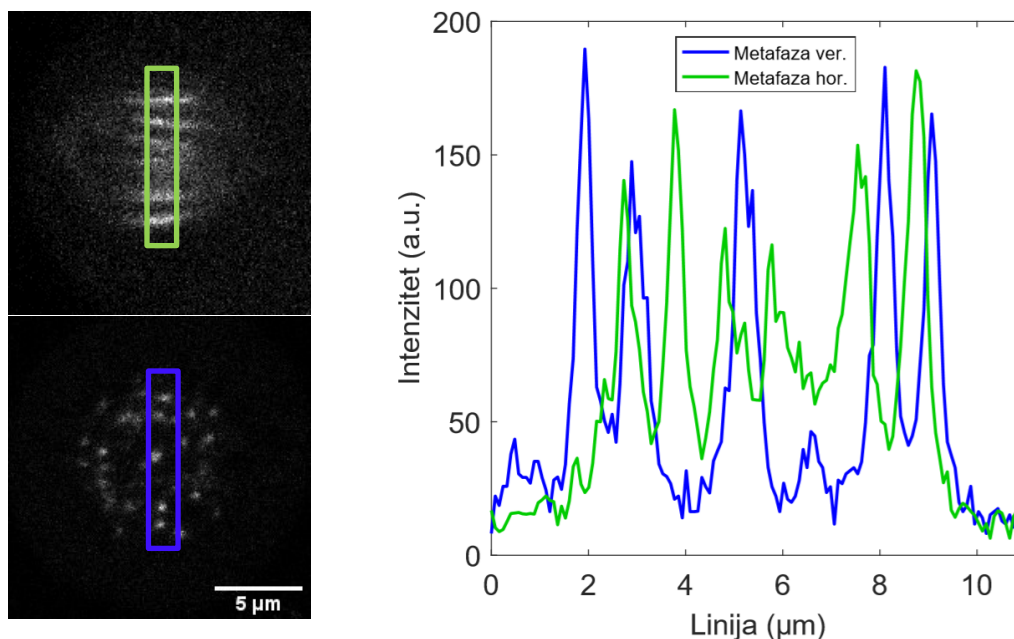 5 µm
Intenzitet (a.u.)
200
150
100
50
0
Metafaza ver.
Metafaza hor.
0 2 4 6 8 10
Linija (µm)